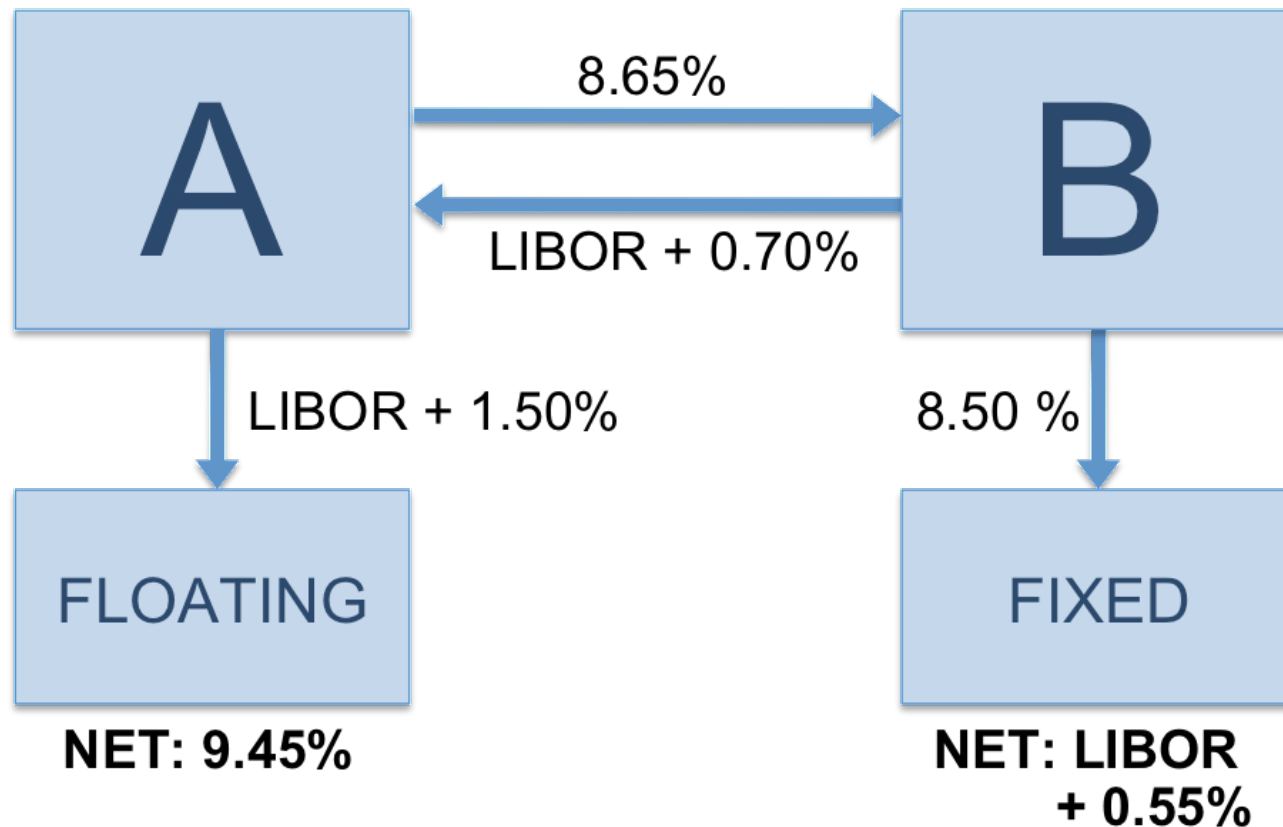 A
8.65%
B
LIBOR + 0.70%
LIBOR + 1.50%
8.50 %
FLOATING
FIXED
NET: 9.45%
NET: LIBOR
+ 0.55%